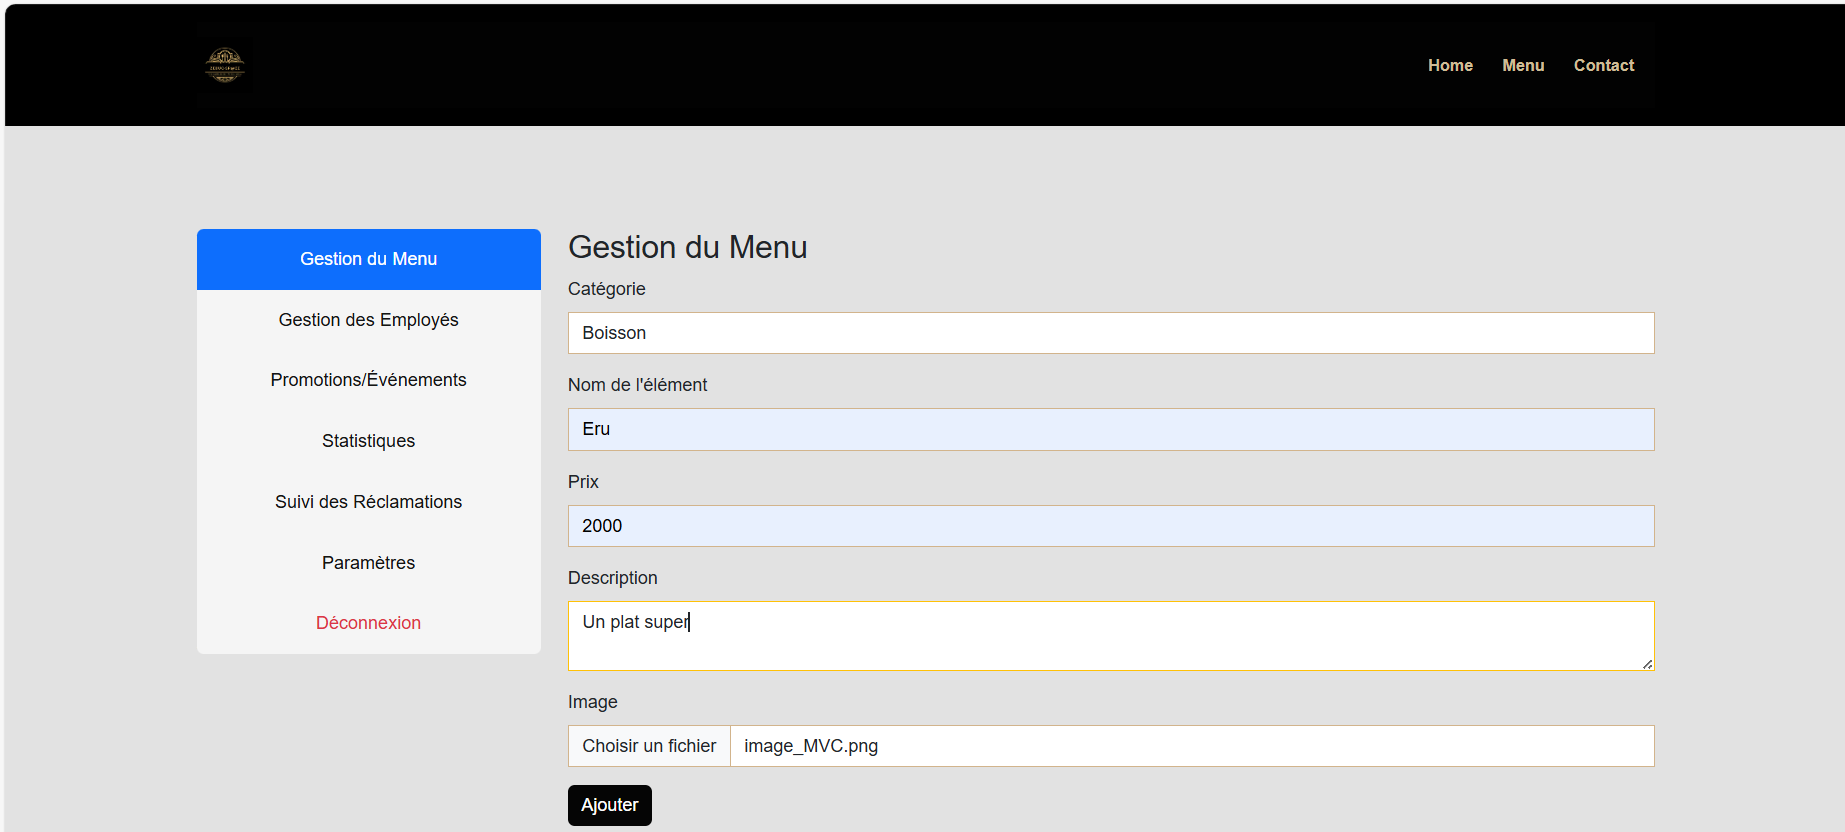 Home Menu Contact
Gestion du Menu
Gestion des Employés
Promotions/Événements
Statistiques
Suivi des Réclamations
Paramètres
Déconnexion
Gestion du Menu
Catégorie
Boisson
Nom de l'élément
Eru
Prix
2000
Description
Un plat super
Image
Choisir un fichier image_MVC.png
Ajouter